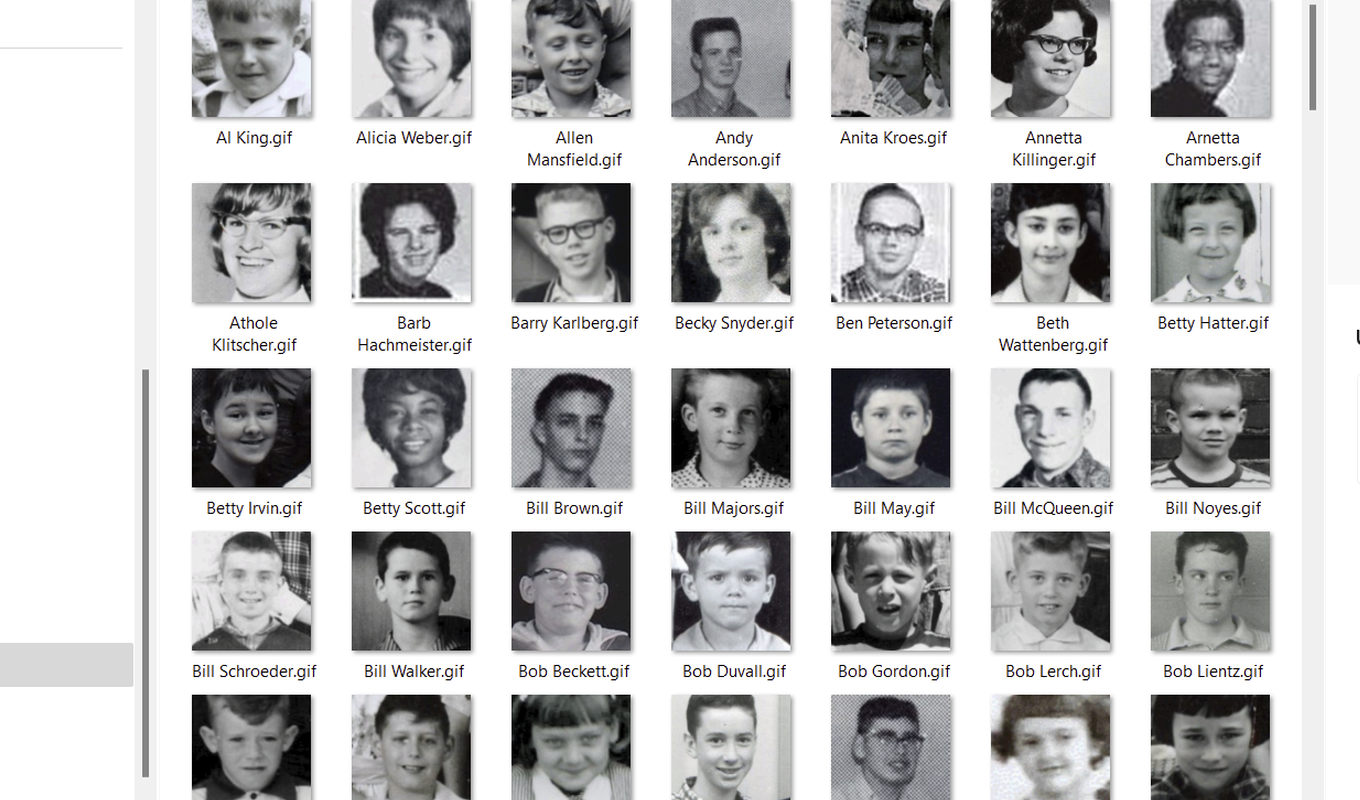 Al King.gif
Alicia Weber.gif
Allen
Mansfield.gif
Andy
Anderson.gif
Anita Kroes.gif
Annetta
Killinger.gif
Arnetta
Chambers.gif
Athole
Klitscher.gif
Barb
Hachmeister.gif
Barry Karlberg.gif
Becky Snyder.gif
Ben Peterson.gif
Beth
Wattenberg.gif
Betty Hatter.gif
Betty Irvin.gif
Betty Scott.gif
Bill Brown.gif
Bill Majors.gif
Bill May.gif
Bill McQueen.gif
Bill Noyes.gif
Bill Schroeder.gif
Bill Walker.gif
Bob Beckett.gif
Bob Duvall.gif
Bob Gordon.gif
Bob Lerch.gif
Bob Lientz.gif